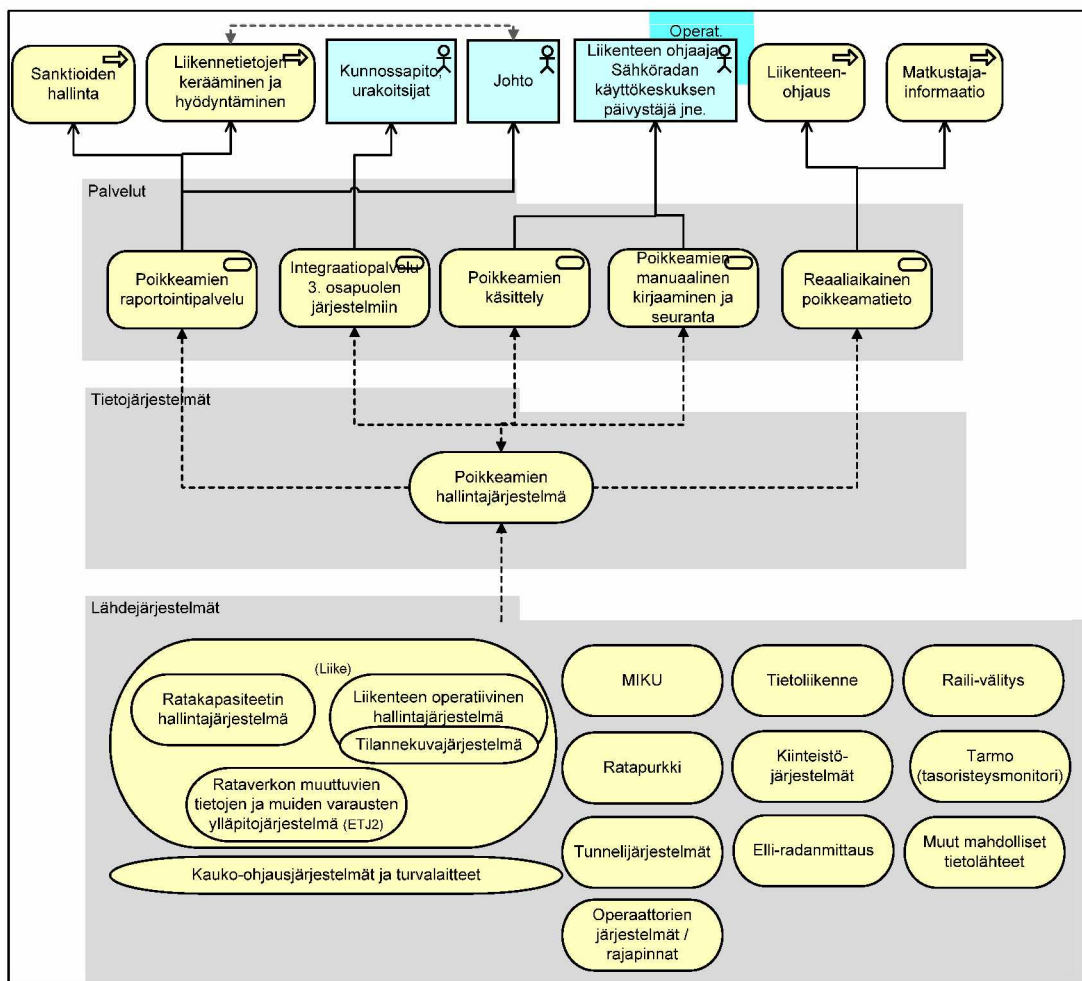 Operat.
Sanktioiden
hallinta
Liikennetietojen
kerääminen ja
hyödyntäminen
Kunnossapito,
urakoitsijat
Johto
Liikenteen ohjaaja,
Sähköradan
käyttökeskuksen
päivystäjä jne.
Liikenteen-
ohjaus
Matkustaja-
informaatio
Palvelut
Poikkeamien
raportointipalvelu
Integraatiopalvelu
3. osapuolen
järjestelmiin
Poikkeamien
käsittely
Poikkeamien
manuaalinen
kirjaaminen ja
seuranta
Reaaliaikainen
poikkeamatieto
Tietojärjestelmät
Poikkeamien
hallintajärjestelmä
Lähdejärjestelmät
(Liike)
Ratakapasiteetin
hallintajärjestelmä
Liikenteen operatiivinen
hallintajärjestelmä
Tilannekuvajärjestelmä
Rataverkon muuttuvien
tietojen ja muiden varausten
ylläpitojärjestelmä (ETJ2)
Kauko-ohjausjärjestelmät ja turvalaitteet
MIKU
Tietoliikenne
Raili-välitys
Ratapurkki
Kiinteistö-
järjestelmät
Tarmo
(tasoristeysmonitori)
Tunnelijärjestelmät
Elli-radanmittaus
Muut mahdolliset
tietolähteet
Operaattorien
järjestelmät /
rajapinnat